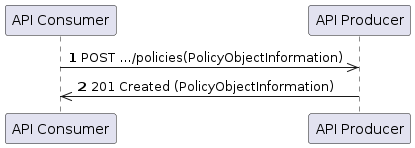 API Consumer API Producer
1 POST .../policies(PolicyObjectInformation)
2 201 Created (PolicyObjectInformation)
API Consumer API Producer